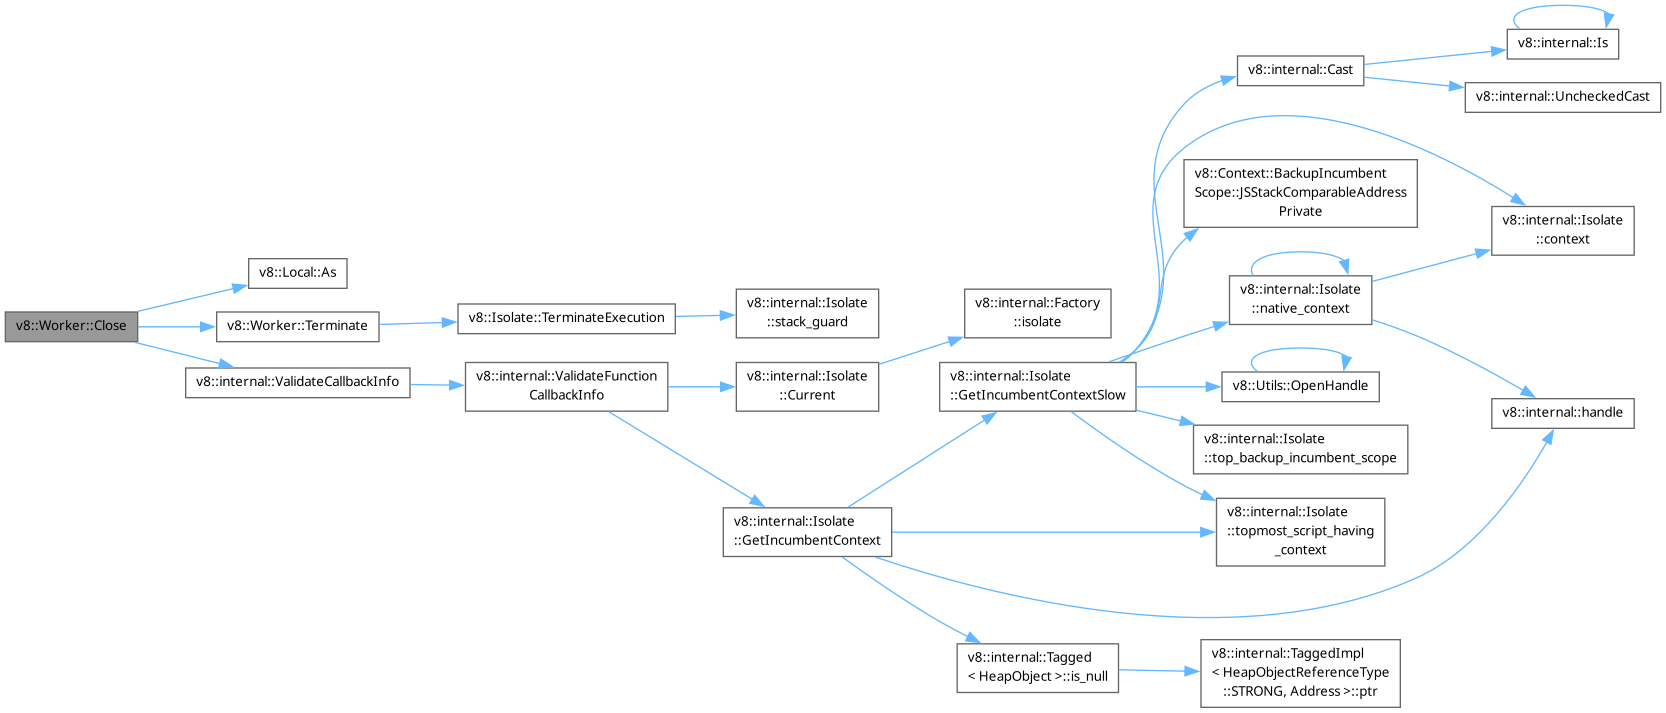 v8::Worker::Close
v8::Local::As
v8::Worker::Terminate
v8::Isolate::TerminateExecution
v8::internal::Isolate
::stack_guard
v8::internal::ValidateCallbackInfo
v8::internal::ValidateFunction
CallbackInfo
v8::internal::Isolate
::Current
v8::internal::Factory
::isolate
v8::internal::Isolate
::GetIncumbentContext
v8::internal::Isolate
::GetIncumbentContextSlow
v8::internal::Cast
v8::internal::Is
v8::internal::UncheckedCast
v8::Context::BackupIncumbent
Scope::JSStackComparableAddress
Private
v8::internal::Isolate
::context
v8::internal::Isolate
::native_context
v8::Utils::OpenHandle
v8::internal::handle
v8::internal::Isolate
::top_backup_incumbent_scope
v8::internal::Isolate
::topmost_script_having
_context
v8::internal::Tagged
< HeapObject >::is_null
v8::internal::TaggedImpl
< HeapObjectReferenceType
::STRONG, Address >::ptr